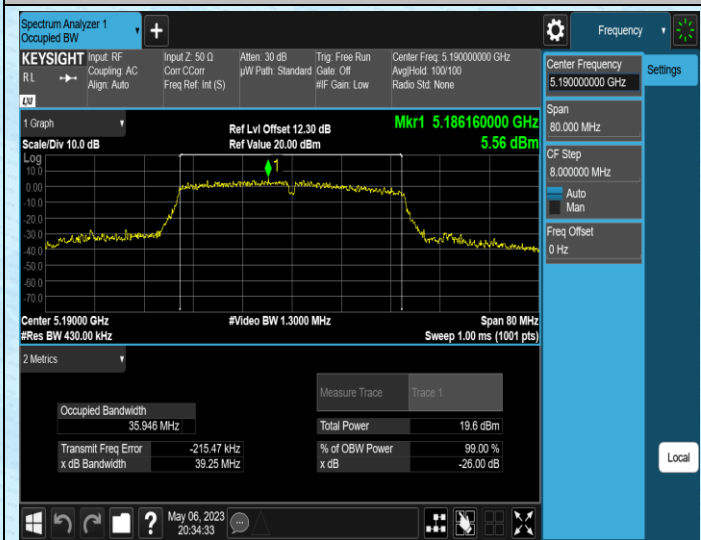 Spectrum Analyzer 1
Occupied BW
Frequency
KEYSIGHT
R L
LXI
Input: RF
Coupling: AC
Align: Auto
Input Z: 50 Ω
Corr CCorr
Freq Ref: Int (S)
Atten: 30 dB
µW Path: Standard
Trig: Free Run
Gate: Off
#IF Gain: Low
Center Freq: 5.190000000 GHz
Avg|Hold: 100/100
Radio Std: None
Center Frequency
5.190000000 GHz
Settings
Span
80.000 MHz
CF Step
8.000000 MHz
Auto
Man
Freq Offset
0 Hz
1 Graph
Scale/Div 10.0 dB
Ref Lvl Offset 12.30 dB
Ref Value 20.00 dBm
Mkr1 5.186160000 GHz
5.56 dBm
Log
10.0
0.00
-10.0
-20.0
-30.0
-40.0
-50.0
-60.0
-70.0
1
Center 5.19000 GHz
#Res BW 430.00 kHz
#Video BW 1.3000 MHz
Span 80 MHz
Sweep 1.00 ms (1001 pts)
2 Metrics
Measure Trace Trace 1
Occupied Bandwidth
35.946 MHz
Total Power 19.6 dBm
Transmit Freq Error -215.47 kHz
% of OBW Power 99.00 %
x dB Bandwidth 39.25 MHz
x dB -26.00 dB
Local
?
May 06, 2023
20:34:33